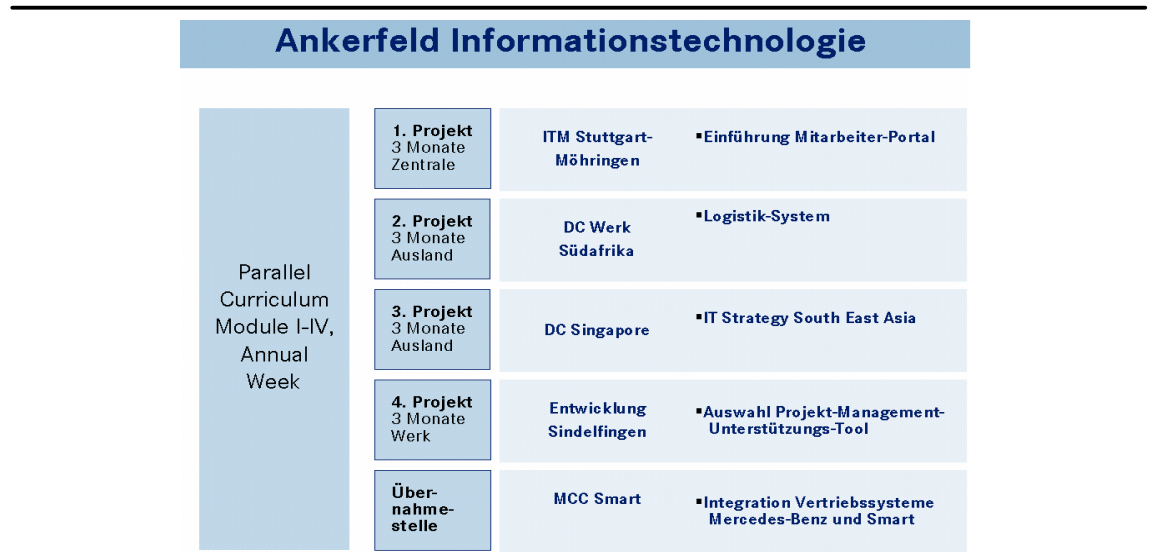 Ankerfeld Informationstechnologie
Parallel
Curriculum
Module I-IV,
Annual
Week
1. Projekt
3 Monate
Zentrale
ITM Stuttgart-
Möhringen
▪Einführung Mitarbeiter-Portal
2. Projekt
3 Monate
Ausland
DC Werk
Südafrika
▪Logistik-System
3. Projekt
3 Monate
Ausland
DC Singapore
▪IT Strategy South East Asia
4. Projekt
3 Monate
Werk
Entwicklung
Sindelfingen
▪Auswahl Projekt-Management-
Unterstützungs-Tool
Über-
nahme-
stelle
MCC Smart
▪Integration Vertriebssysteme
Mercedes-Benz und Smart